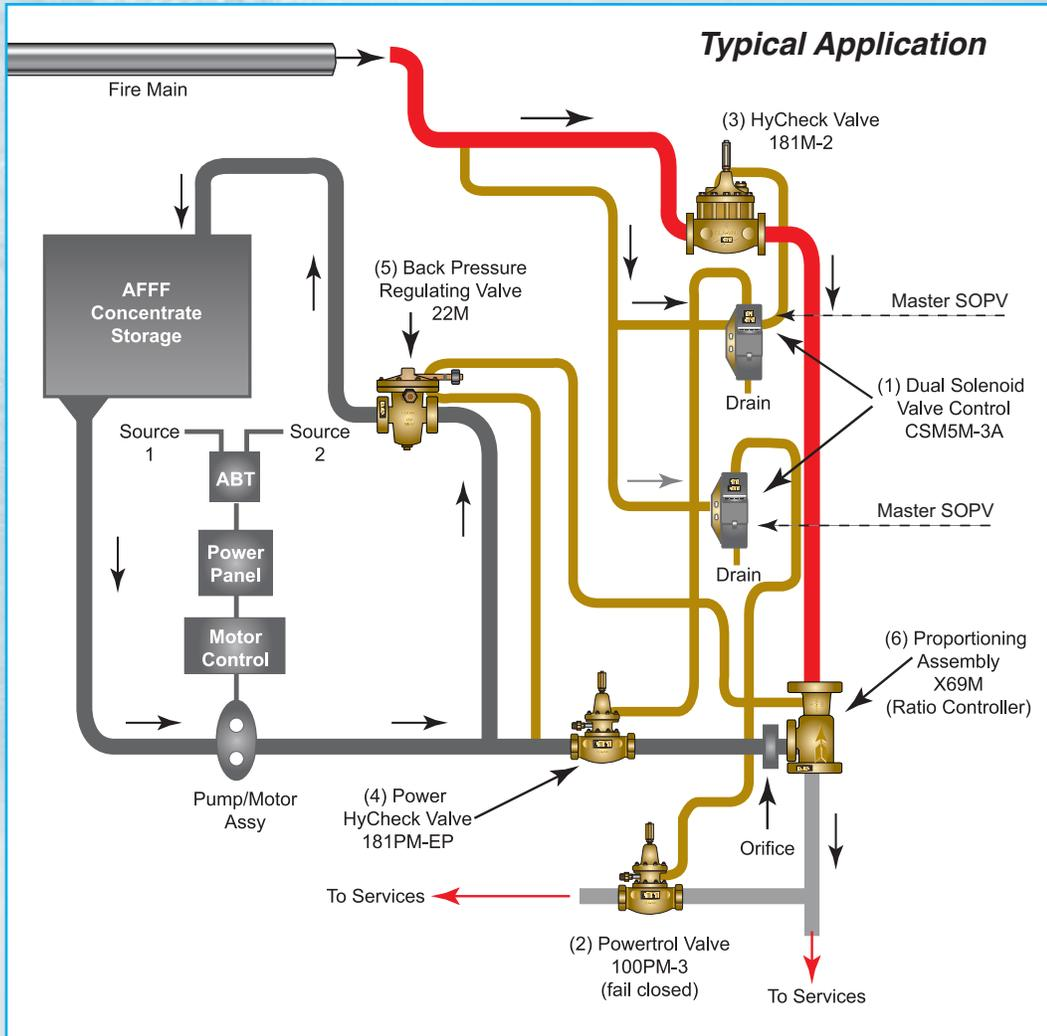 Typical Application
Fire Main
(3) HyCheck Valve
181M-2
(5) Back Pressure
Regulating Valve
22M
AFFF
Concentrate
Storage
Master SOPV
Drain
(1) Dual Solenoid
Valve Control
CSM5M-3A
Source
1
Source
2
ABT
Master SOPV
Power
Panel
Drain
Motor
Control
(6) Proportioning
Assembly
X69M
(Ratio Controller)
Pump/Motor
Assy
(4) Power
HyCheck Valve
181PM-EP
Orifice
To Services
(2) Powertrol Valve
100PM-3
(fail closed)
To Services